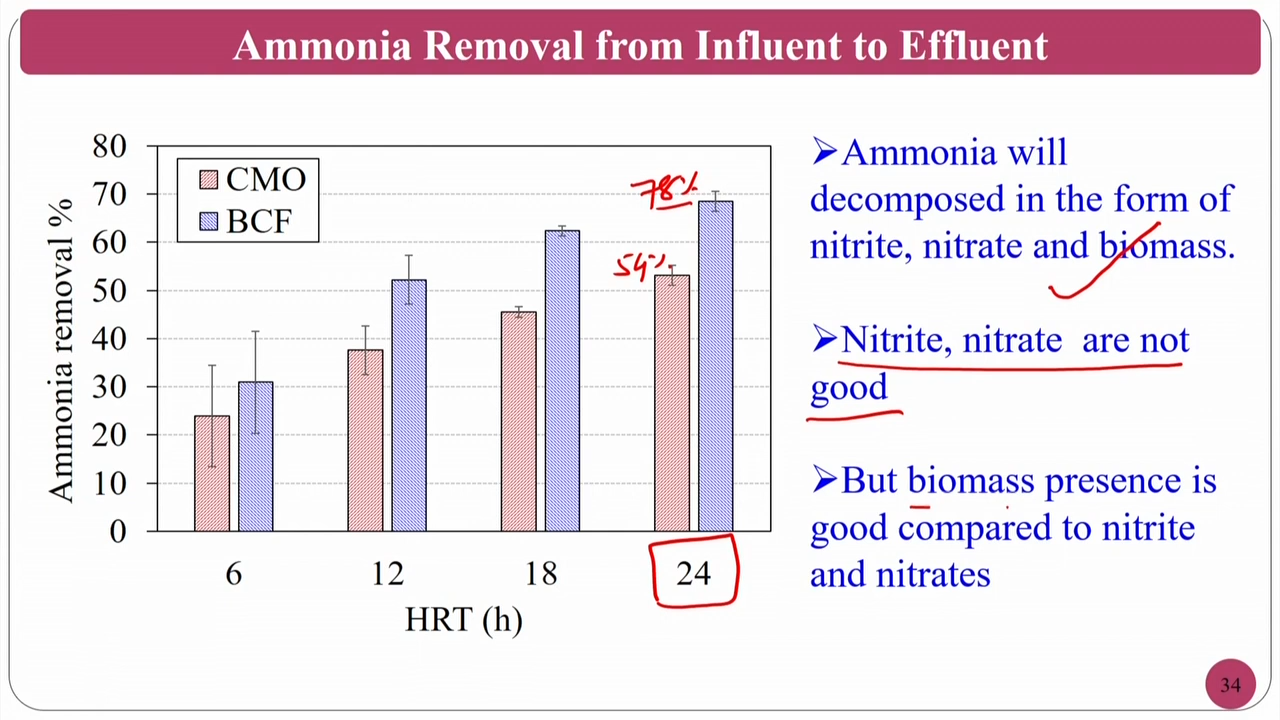 Ammonia Removal from Influent to Effluent
80
70
60
50
40
30
20
10
0
Ammonia removal %
CMO
BCF
78%
54%
6
12
18
24
HRT (h)
➢Ammonia will
decomposed in the form of
nitrite, nitrate and biomass.
➢Nitrite, nitrate are not
good
➢But biomass presence is
good compared to nitrite
and nitrates
34